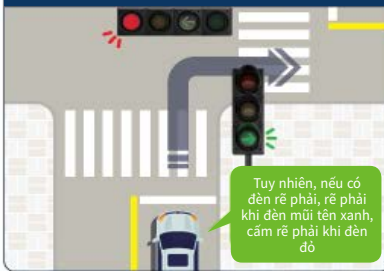 Tuy nhiên, nếu có
đèn rẽ phải, rẽ phải
khi đèn mũi tên xanh,
cấm rẽ phải khi đèn
đỏ